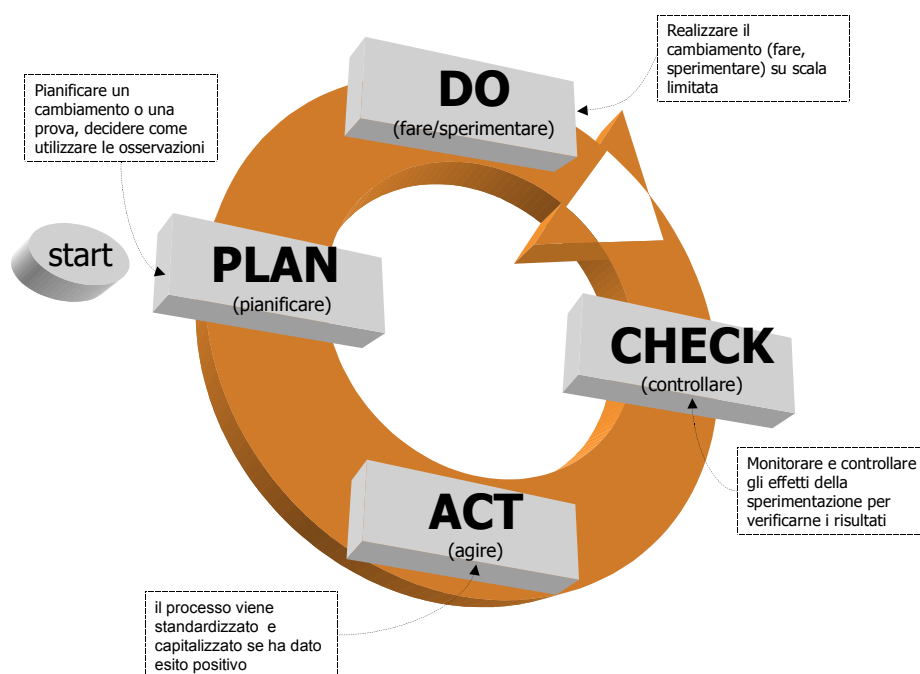 start
Pianificare un
cambiamento o una
prova, decidere come
utilizzare le osservazioni
PLAN
(pianificare)
DO
(fare/sperimentare)
Realizzare il
cambiamento (fare,
sperimentare) su scala
limitata
CHECK
(controllare)
Monitorare e controllare
gli effetti della
sperimentazione per
verificarne i risultati
ACT
(agire)
il processo viene
standardizzato e
capitalizzato se ha dato
esito positivo